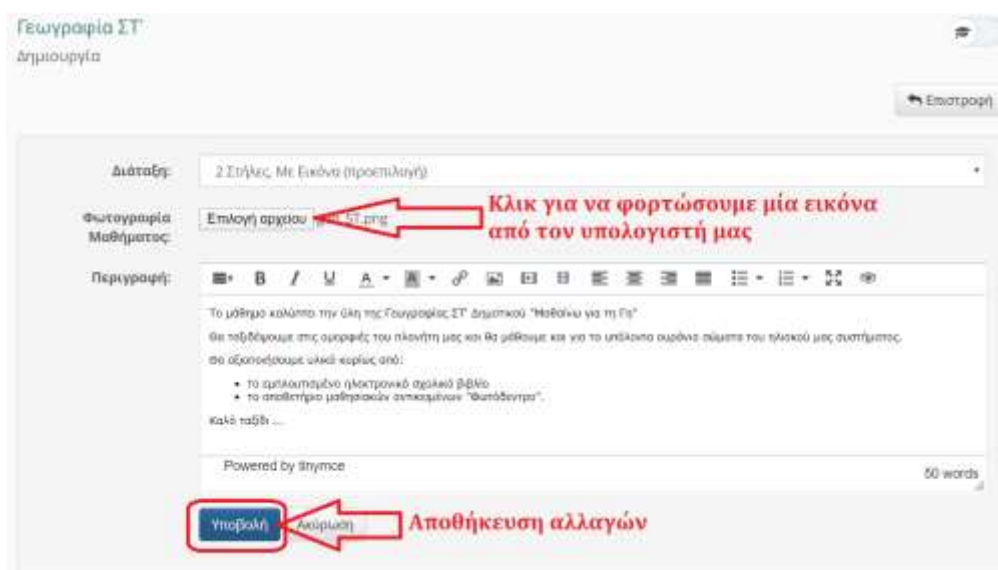 Γεωγραφία ΣΤ'
Δημιουργία
Επιστροφή
Διάταξη:
2 Στήλες, Με Εικόνα (προεπιλογή)
Φωτογραφία
Μαθήματος:
Επιλογή αρχείου ST.png
Κλικ για να φορτώσουμε μία εικόνα
από τον υπολογιστή μας
Περιγραφή:
B I U A A
Το μάθημα καλύπτει την ύλη της Γεωγραφίας ΣΤ' Δημοτικού "Μαθαίνω για τη Γη"
Θα ταξιδέψουμε στις ομορφιές του πλανήτη μας και θα μάθουμε και για τα υπόλοιπα ουράνια σώματα του ηλιακού μας συστήματος.
Θα αξιοποιήσουμε υλικό κυρίως από:
• το εμπλουτισμένο ηλεκτρονικό σχολικό βιβλίο
• το αποθετήριο μαθησιακών αντικειμένων "Φωτόδεντρο".
Καλό ταξίδι ...
Powered by tinymce
50 words
Υποβολή
Ακύρωση
Αποθήκευση αλλαγών